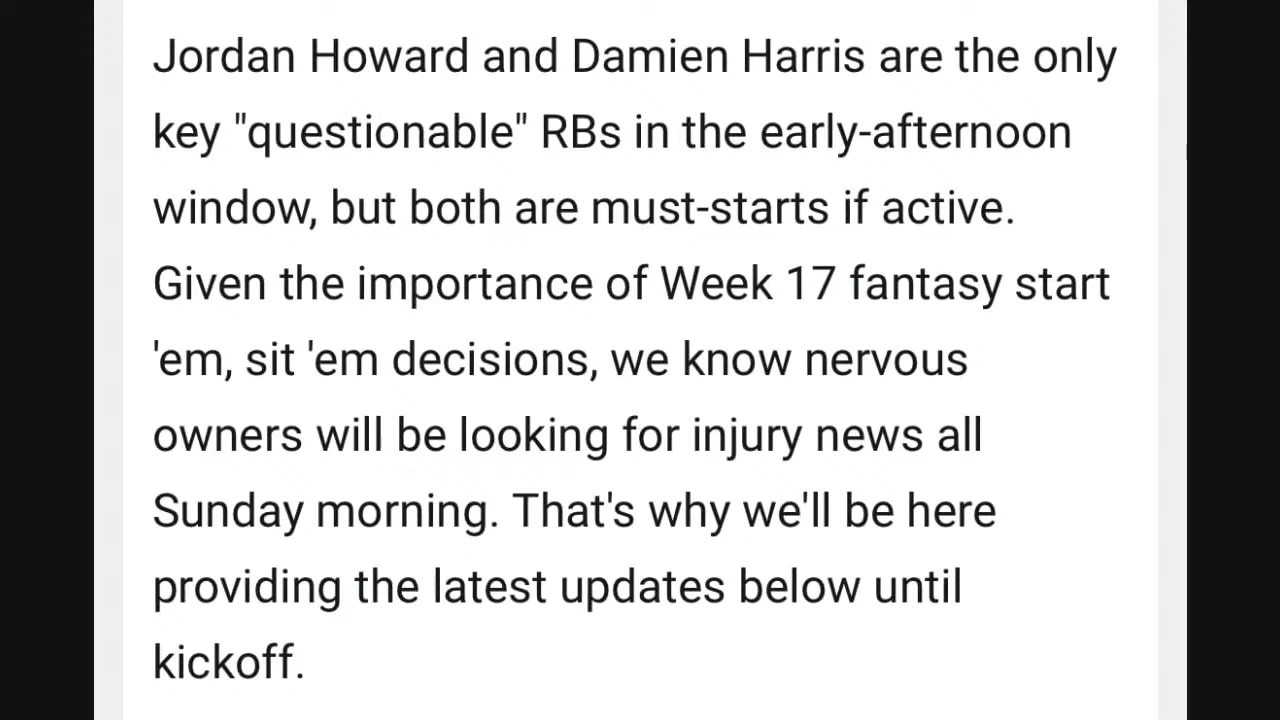 Jordan Howard and Damien Harris are the only
key "questionable" RBs in the early-afternoon
window, but both are must-starts if active.
Given the importance of Week 17 fantasy start
'em, sit 'em decisions, we know nervous
owners will be looking for injury news all
Sunday morning. That's why we'll be here
providing the latest updates below until
kickoff.